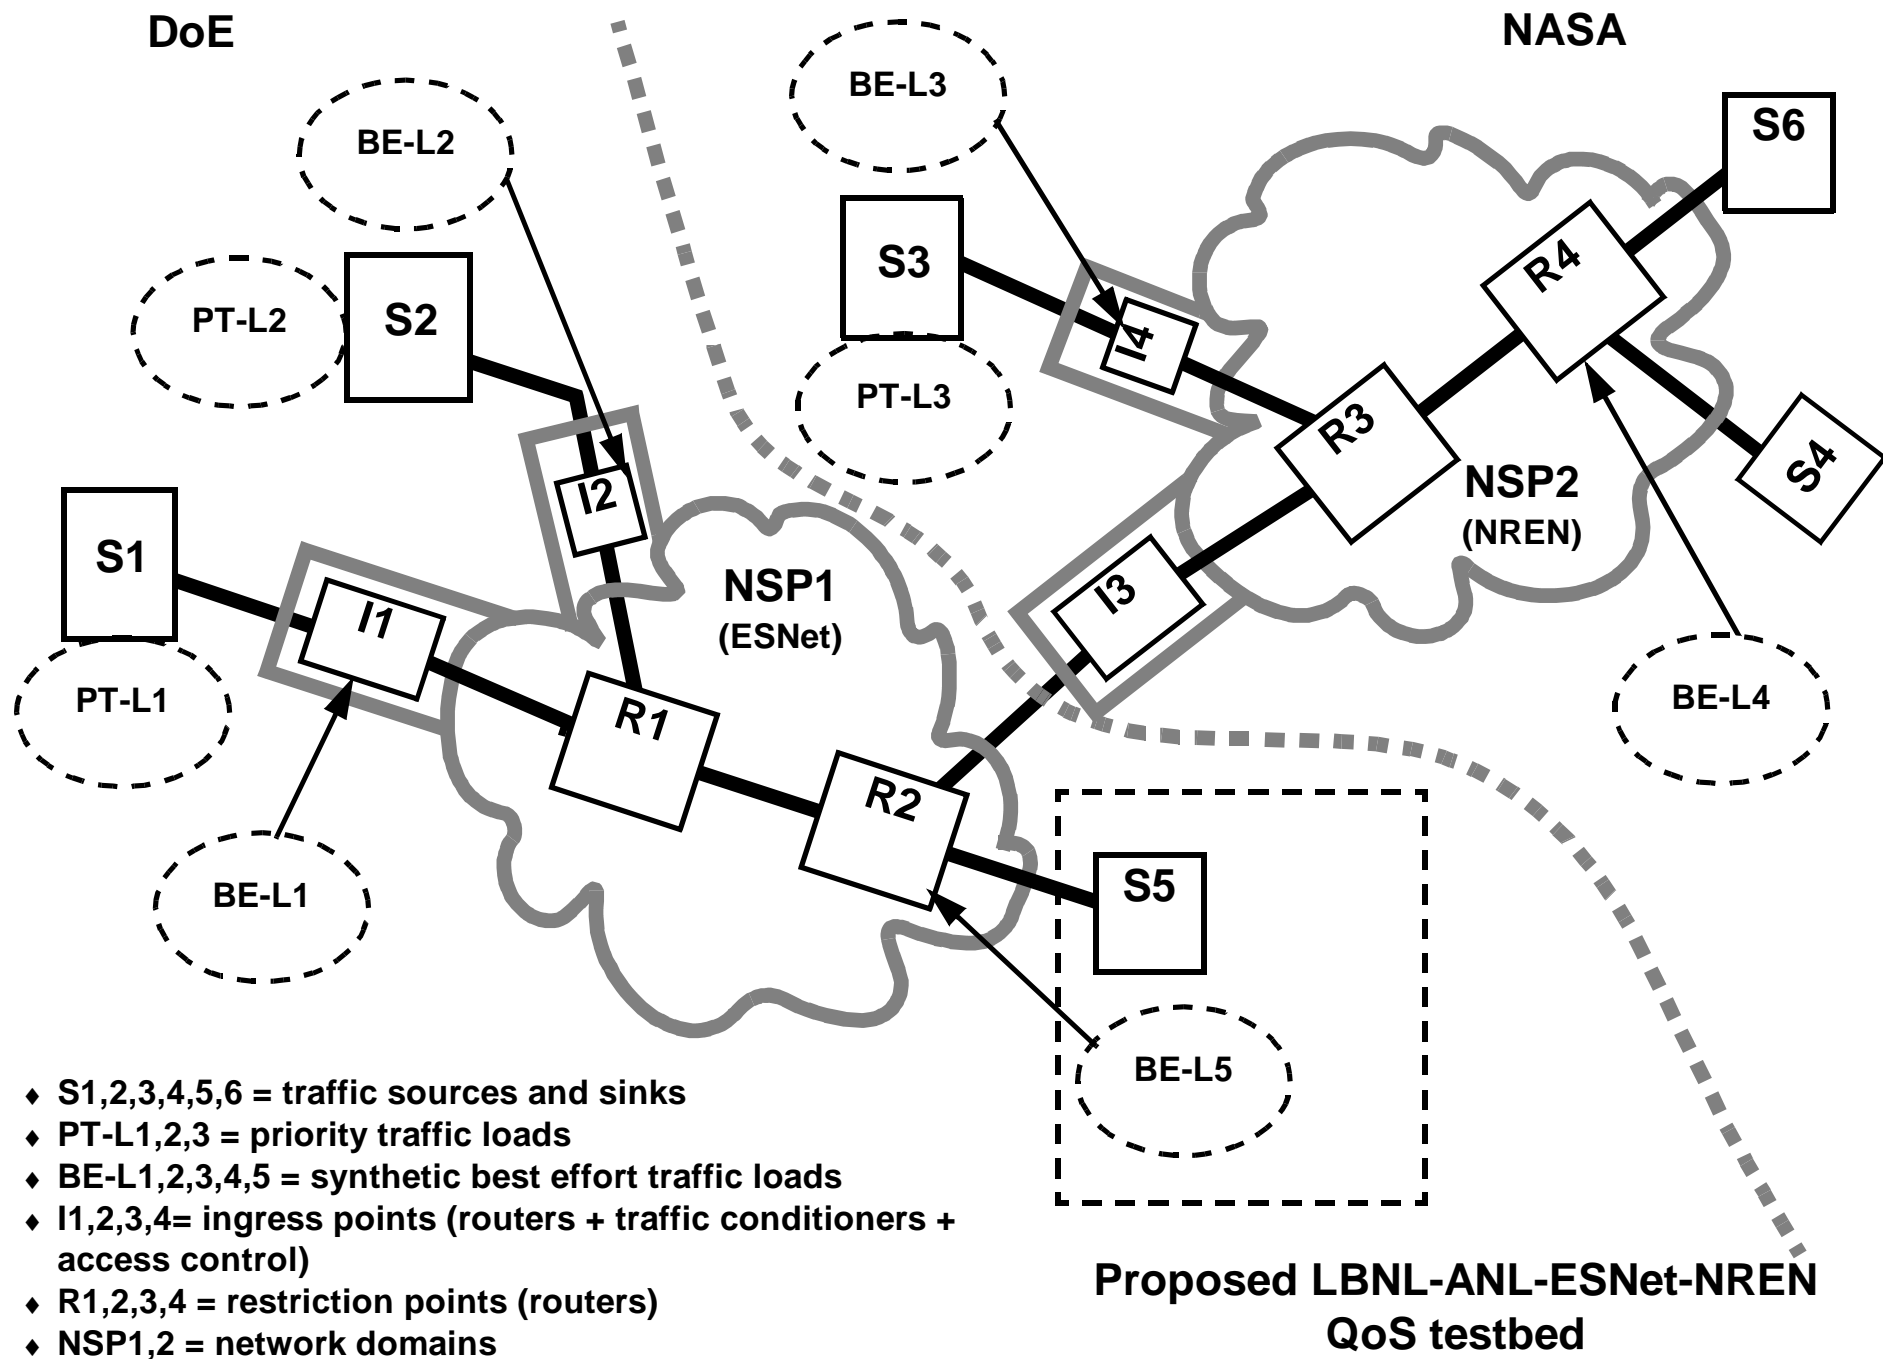 DoE
NASA
BE-L3
S6
BE-L2
S3
R4
PT-L2
S2
I4
PT-L3
R3
S4
NSP2
(NREN)
I2
S1
NSP1
(ESNet)
I3
I1
PT-L1
R1
BE-L4
R2
S5
BE-L1
BE-L5
♦ S1,2,3,4,5,6 = traffic sources and sinks
♦ PT-L1,2,3 = priority traffic loads
♦ BE-L1,2,3,4,5 = synthetic best effort traffic loads
♦ I1,2,3,4= ingress points (routers + traffic conditioners +
access control)
♦ R1,2,3,4 = restriction points (routers)
♦ NSP1,2 = network domains
Proposed LBNL-ANL-ESNet-NREN
QoS testbed